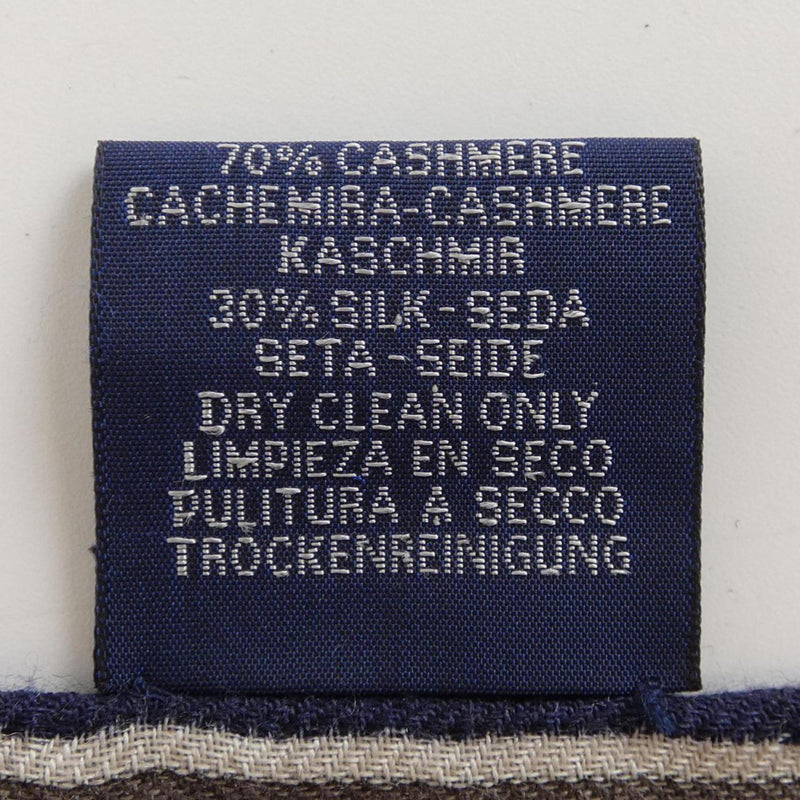 70% CASHMERE
CACHEMIRA-CASHMERE
KASCHMIR
30% SILK-SEDA
SETA-SEIDE
DRY CLEAN ONLY
LIMPIEZA EN SECO
PULITURA A SECCO
TROCKENREINIGUNG